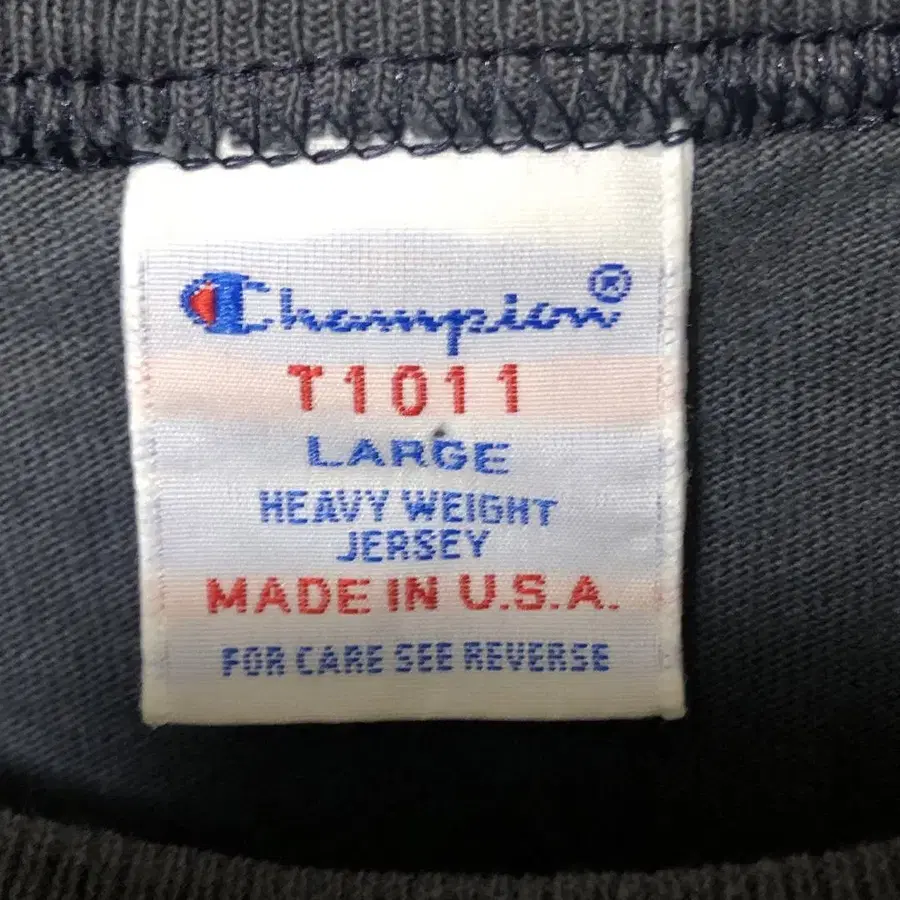 Champion®
T1011
LARGE
HEAVY WEIGHT
JERSEY
MADE IN U.S.A.
FOR CARE SEE REVERSE